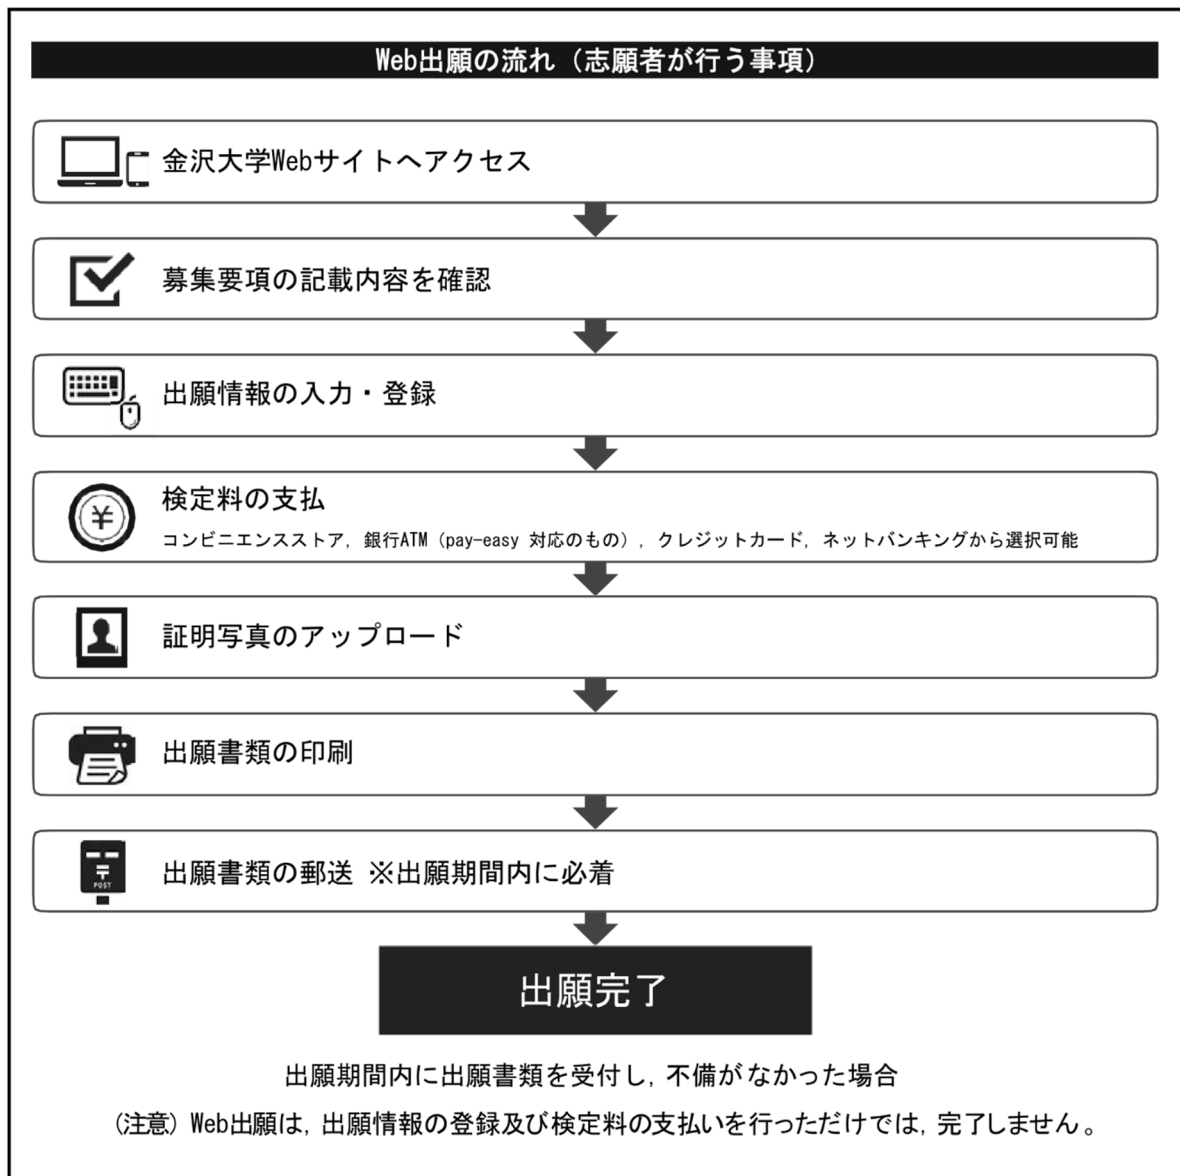 Web出願の流れ（志願者が行う事項）
金沢大学Webサイトへアクセス
募集要項の記載内容を確認
出願情報の入力・登録
検定料の支払
コンビニエンスストア，銀行ATM（pay-easy 対応のもの），クレジットカード，ネットバンキングから選択可能
証明写真のアップロード
出願書類の印刷
POST
出願書類の郵送 ※出願期間内に必着
出願完了
出願期間内に出願書類を受付し，不備がなかった場合
（注意）Web出願は，出願情報の登録及び検定料の支払いを行っただけでは，完了しません。